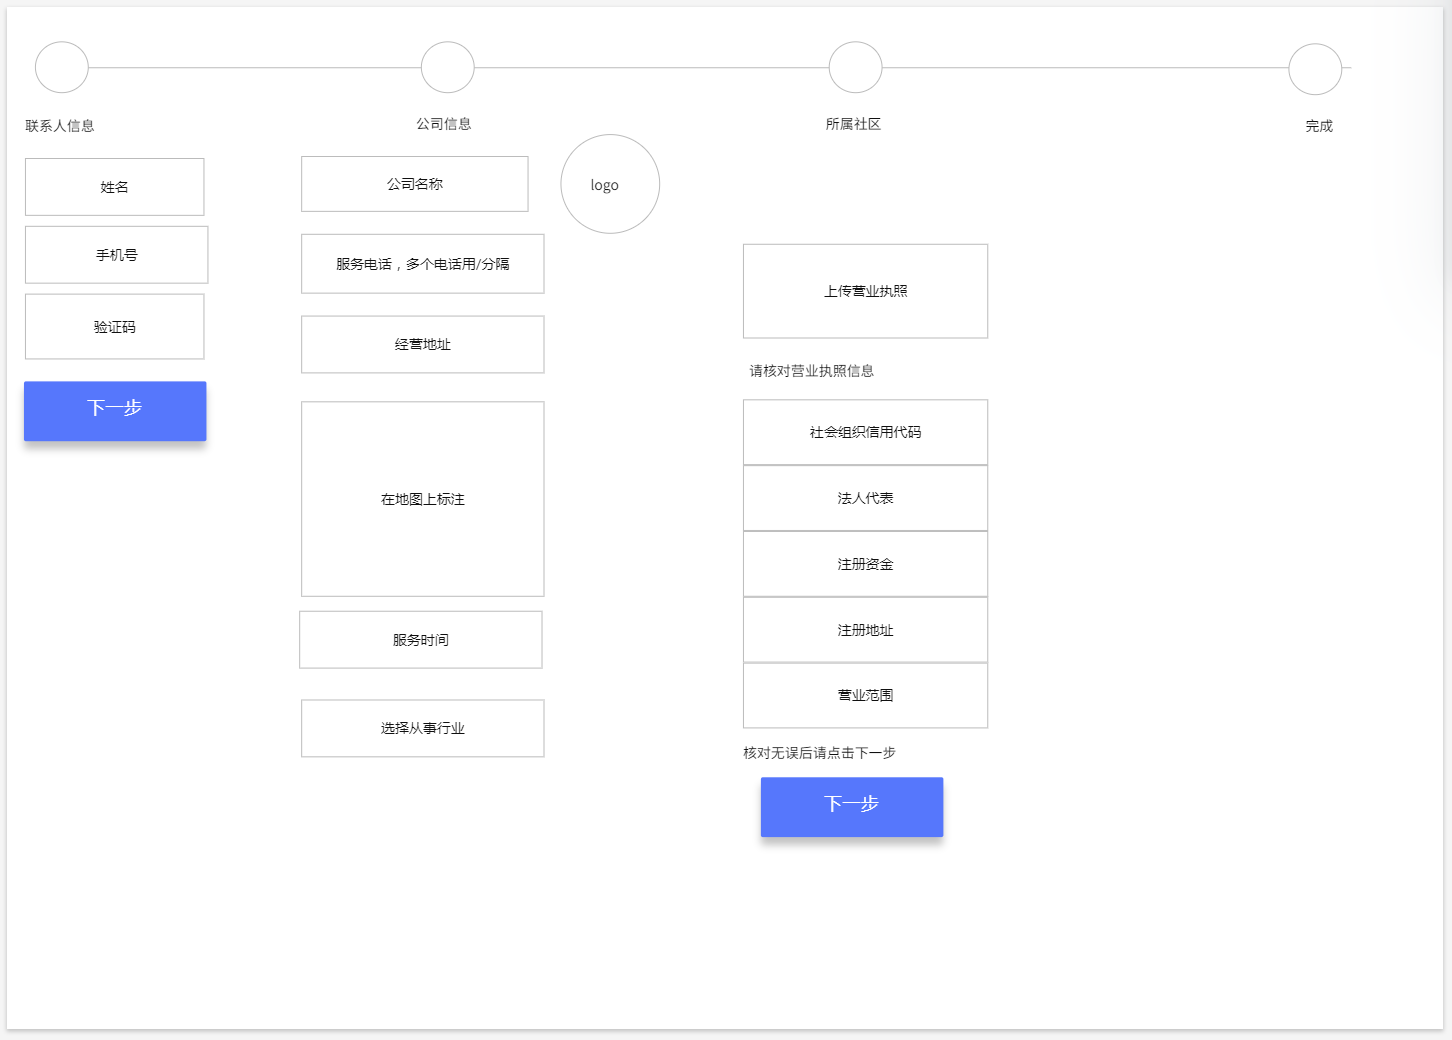 联系人信息
公司信息
所属社区
完成
姓名
手机号
验证码
下一步
公司名称
logo
服务电话，多个电话用/分隔
经营地址
在地图上标注
服务时间
选择从事行业
上传营业执照
请核对营业执照信息
社会组织信用代码
法人代表
注册资金
注册地址
营业范围
核对无误后请点击下一步
下一步